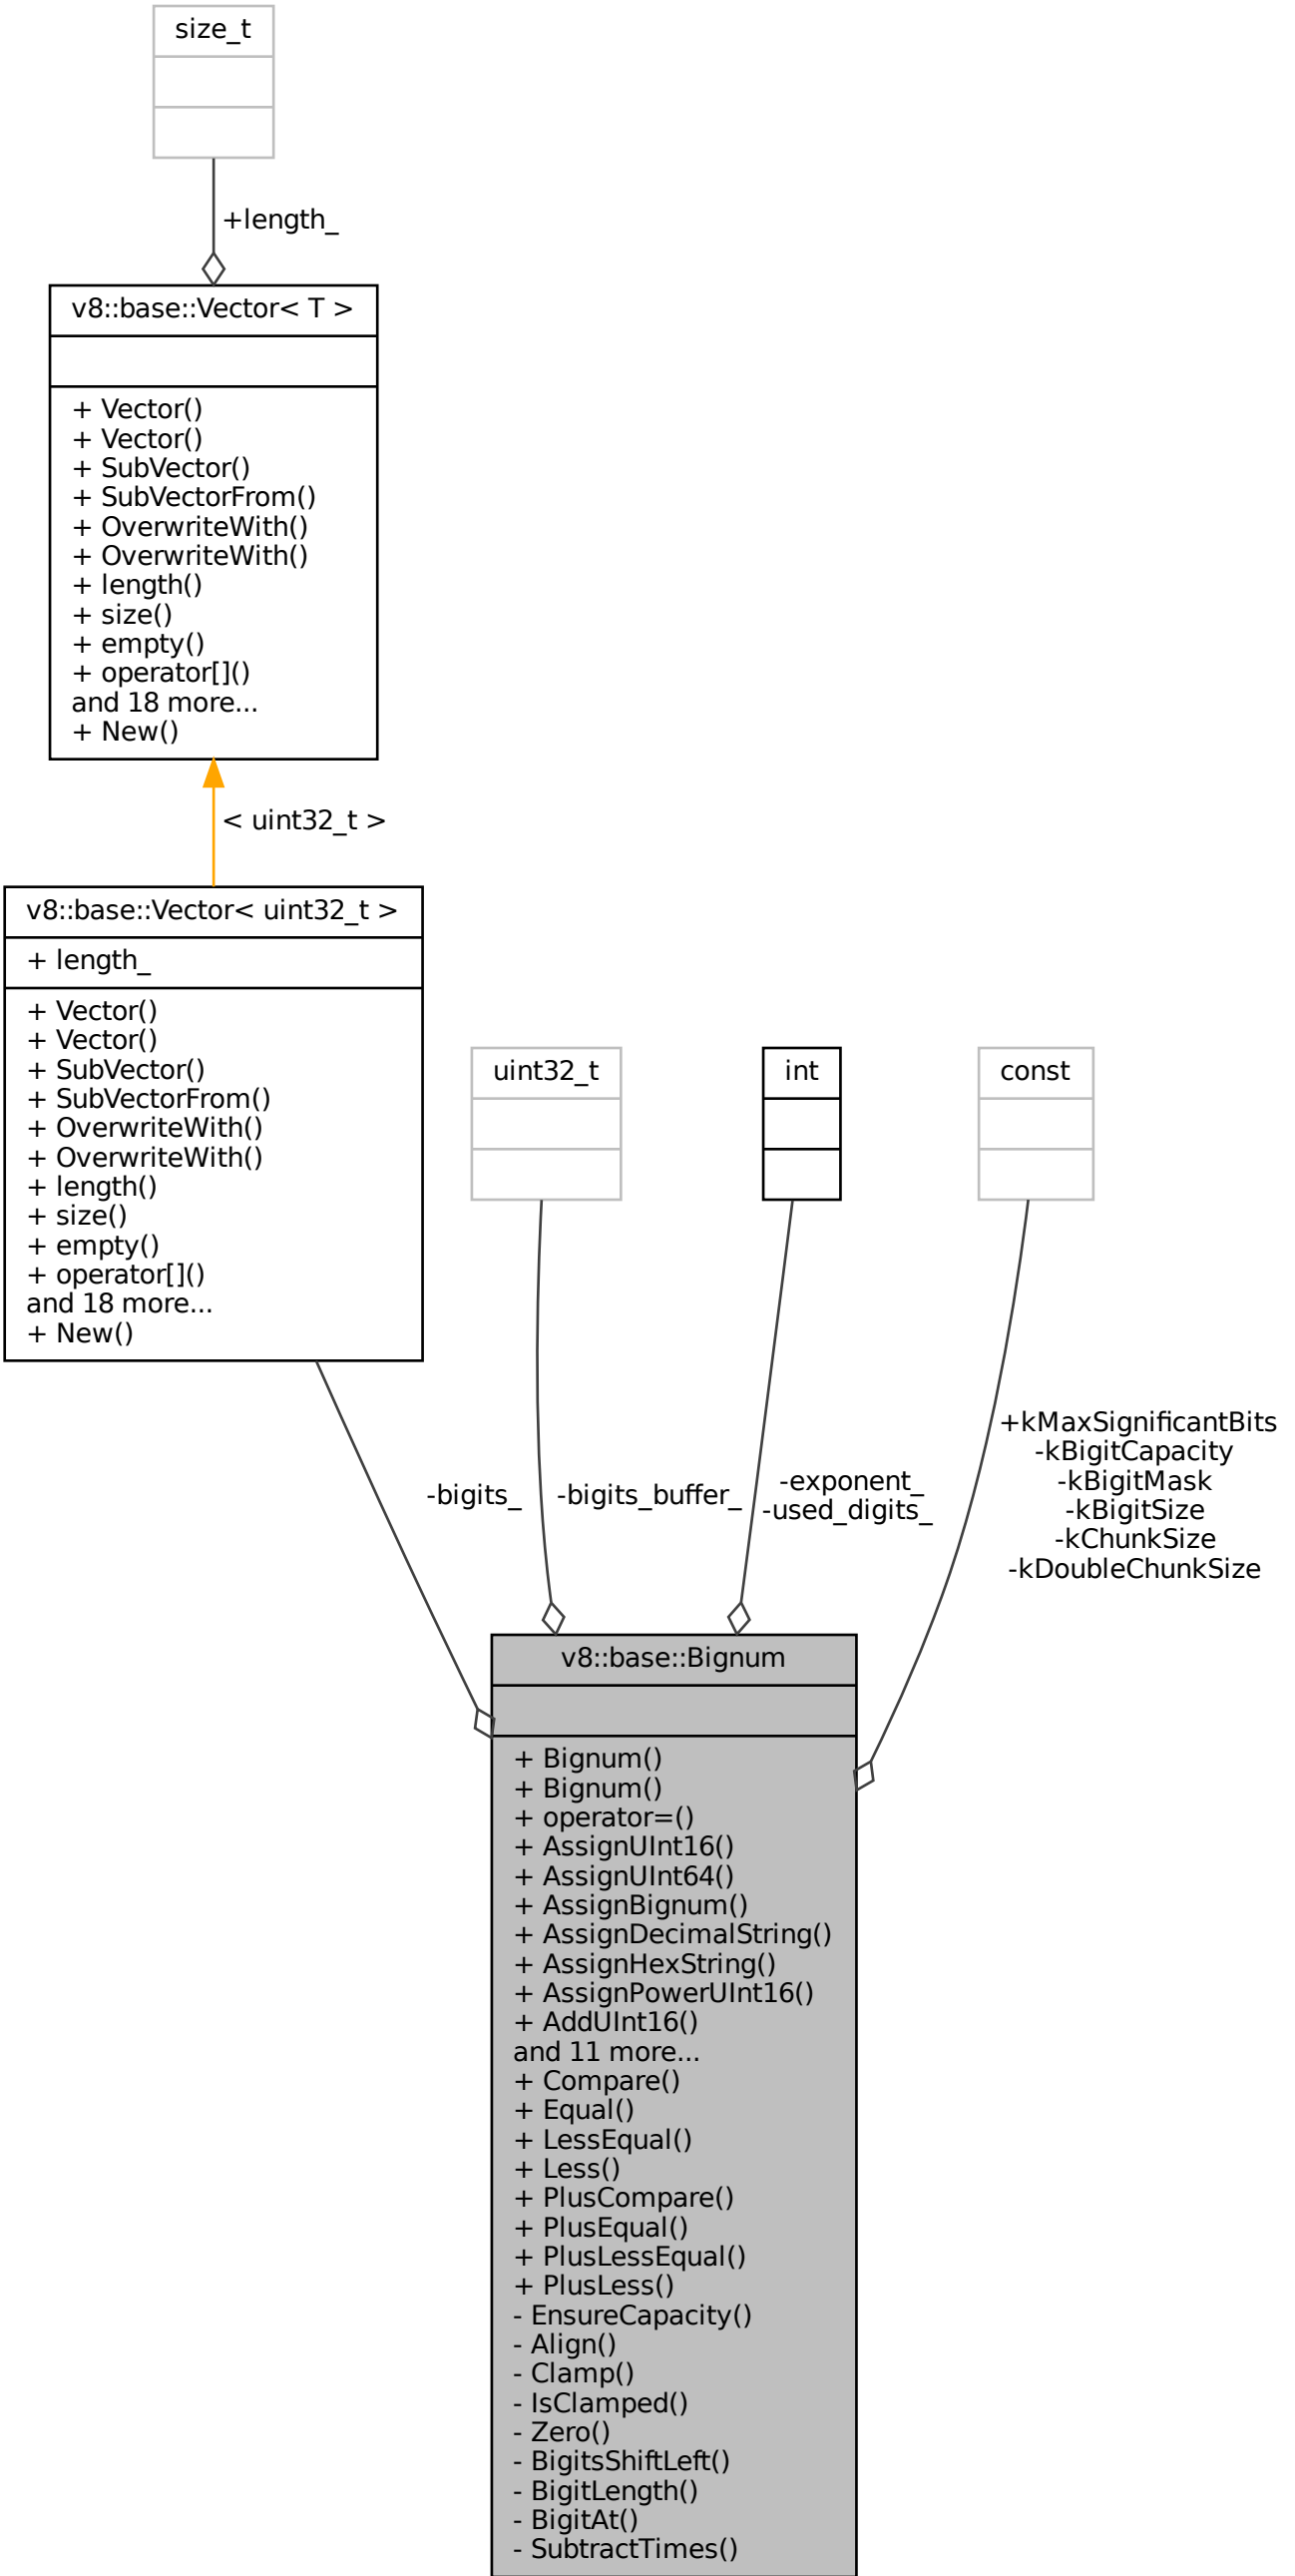 size_t
+length_
v8::base::Vector< T >
+ Vector()
+ Vector()
+ SubVector()
+ SubVectorFrom()
+ OverwriteWith()
+ OverwriteWith()
+ length()
+ size()
+ empty()
+ operator[]()
and 18 more...
+ New()
< uint32_t >
v8::base::Vector< uint32_t >
+ length_
+ Vector()
+ Vector()
+ SubVector()
+ SubVectorFrom()
+ OverwriteWith()
+ OverwriteWith()
+ length()
+ size()
+ empty()
+ operator[]()
and 18 more...
+ New()
uint32_t
int
const
-bigits_
-bigits_buffer_
-exponent_
-used_digits_
+kMaxSignificantBits
-kBigitCapacity
-kBigitMask
-kBigitSize
-kChunkSize
-kDoubleChunkSize
v8::base::Bignum
+ Bignum()
+ Bignum()
+ operator=()
+ AssignUInt16()
+ AssignUInt64()
+ AssignBignum()
+ AssignDecimalString()
+ AssignHexString()
+ AssignPowerUInt16()
+ AddUInt16()
and 11 more...
+ Compare()
+ Equal()
+ LessEqual()
+ Less()
+ PlusCompare()
+ PlusEqual()
+ PlusLessEqual()
+ PlusLess()
- EnsureCapacity()
- Align()
- Clamp()
- IsClamped()
- Zero()
- BigitsShiftLeft()
- BigitLength()
- BigitAt()
- SubtractTimes()